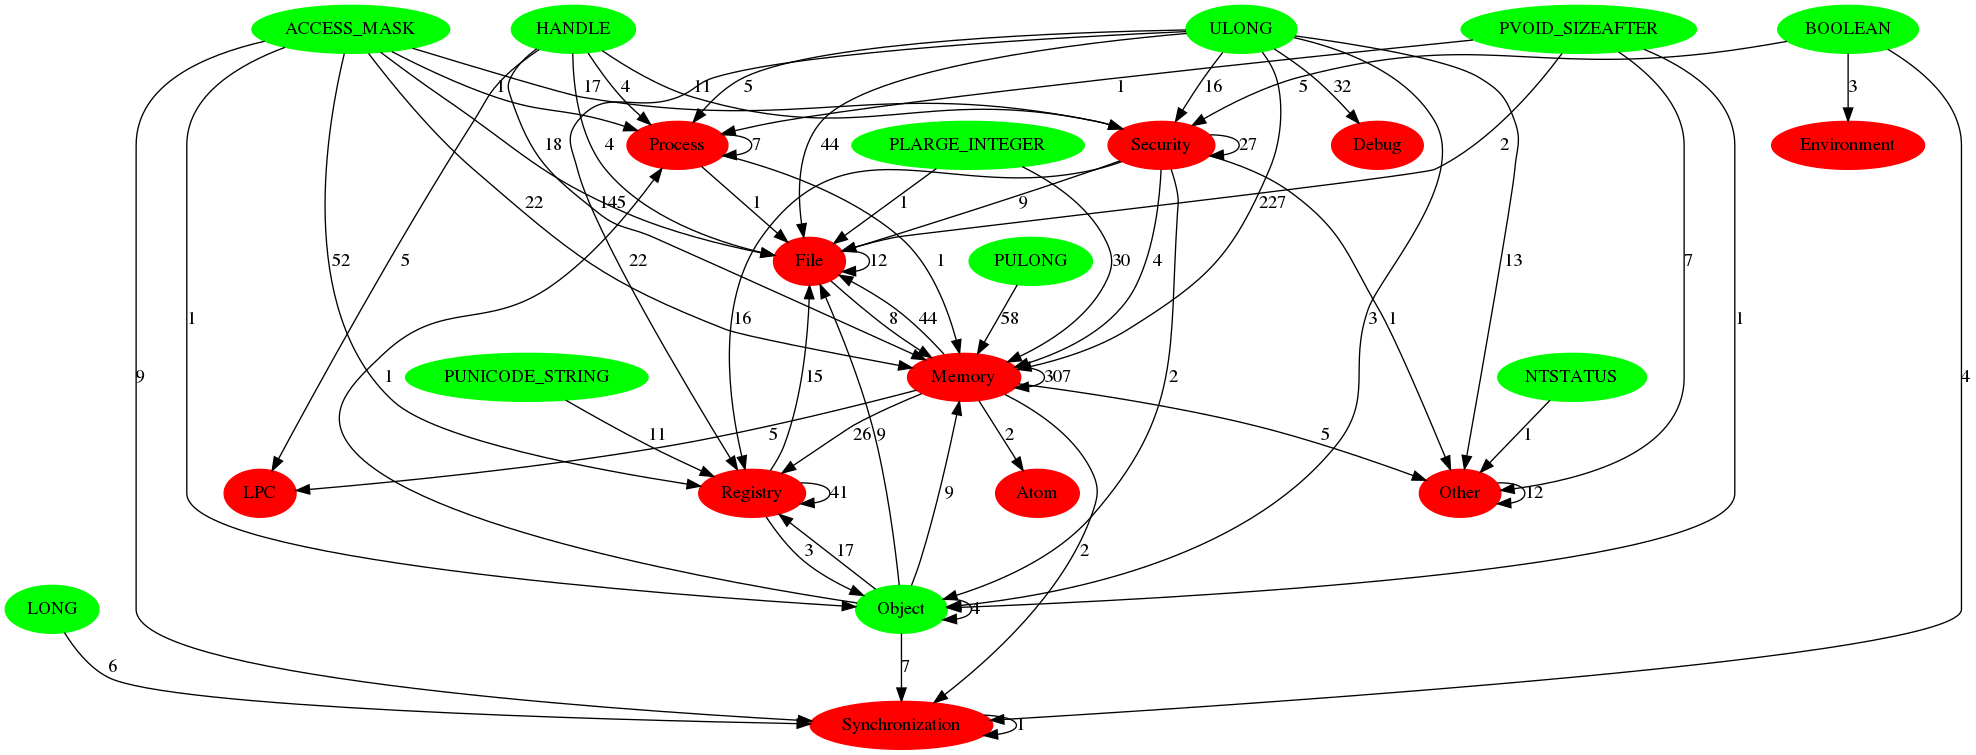 ACCESS_MASK HANDLE ULONG PVOID_SIZEAFTER BOOLEAN
1 17 4 11 5 16 32 1 5 3
Process Security Debug Environment
PLARGE_INTEGER
18 4 7 44 27 2
22 145 1 1 9
5 52 22 File 12 PULONG 1 30 4 227 13 7
1 16 8 44 58 3 1 1
9 1 PUNICODE_STRING Memory 307 2 NTSTATUS 4
11 15 5 26 9 2 9 5 1
LPC Registry 41 Atom Other 12
3 17 2
LONG Object 4
6 7
Synchronization 1